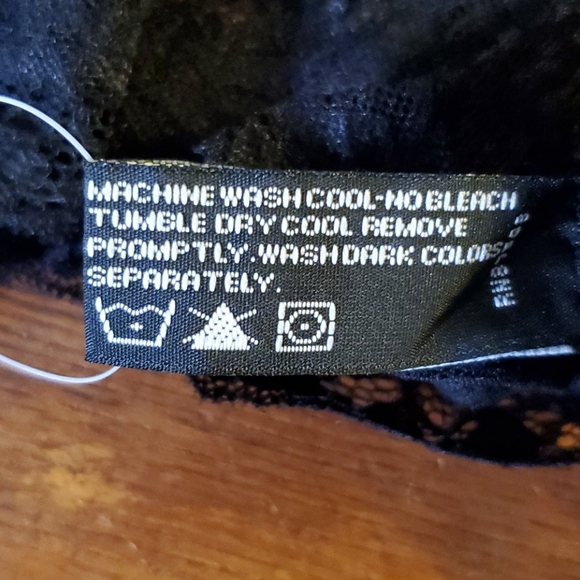 MACHINE WASH COOL-NO BLEACH
TUMBLE DRY COOL REMOVE
PROMPTLY.WASH DARK COLORS
SEPARATELY.